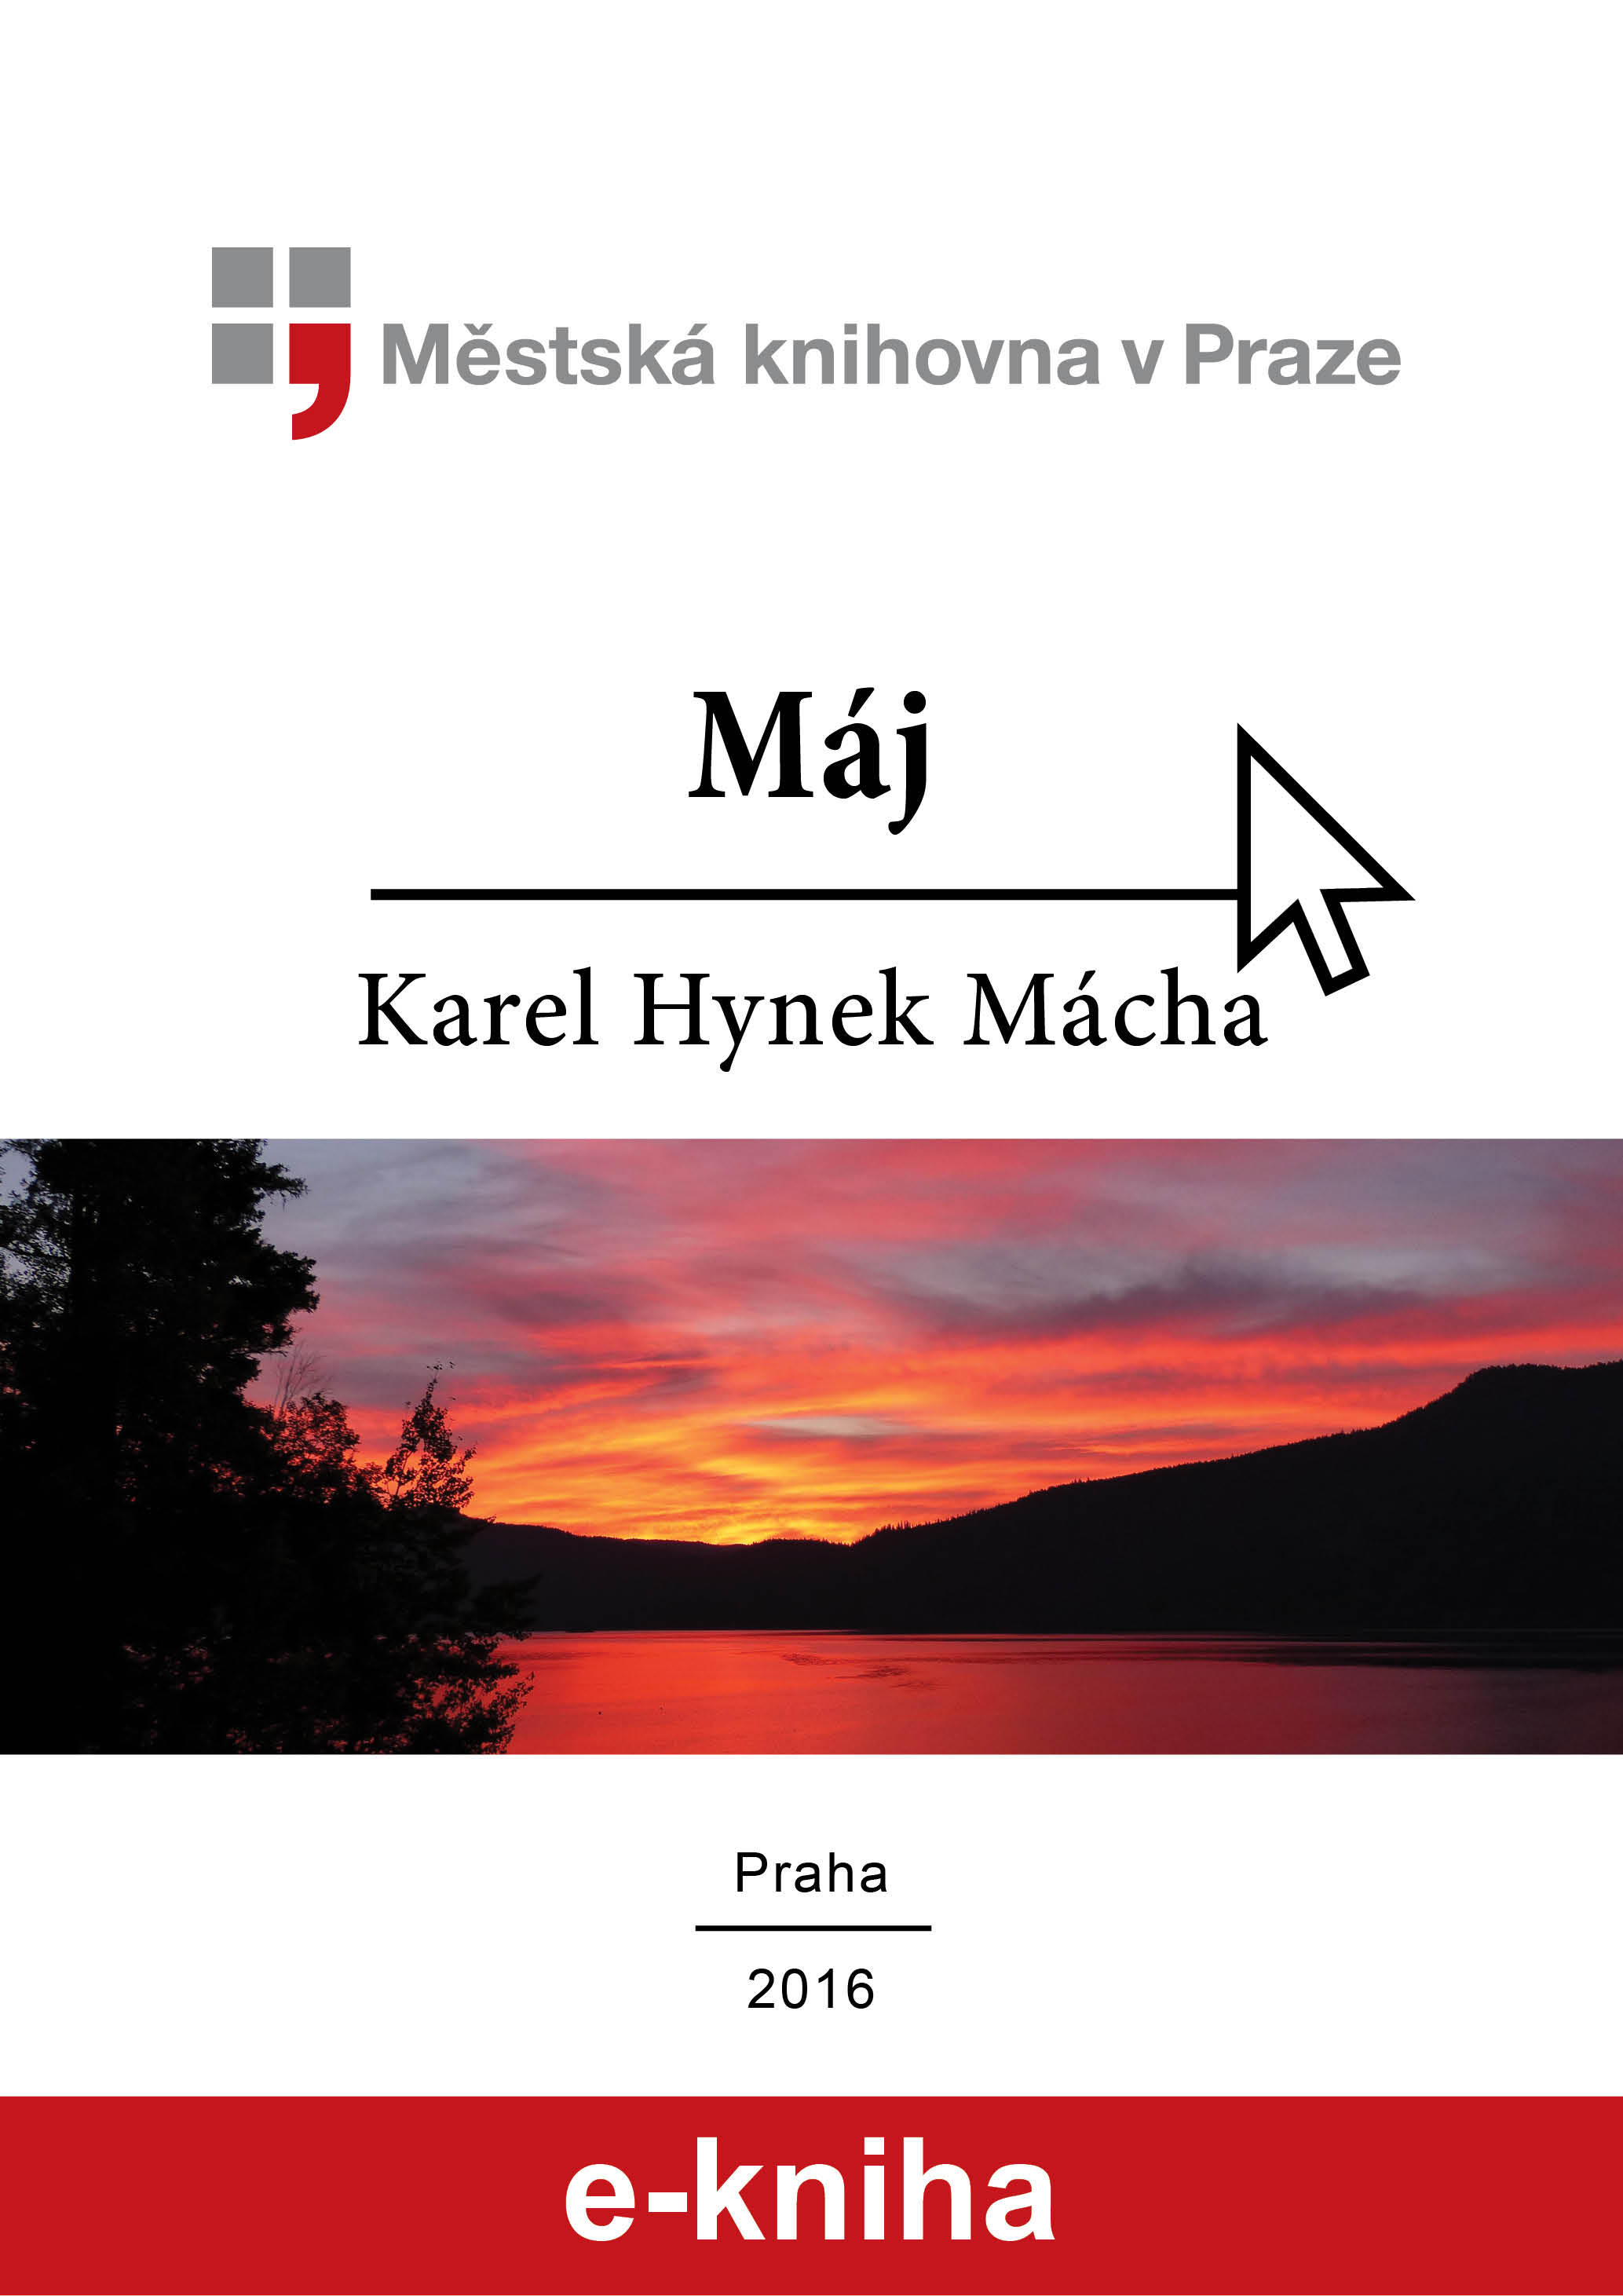 Městská knihovna v Praze
Máj
Karel Hynek Mácha
Praha
2016
e-kniha